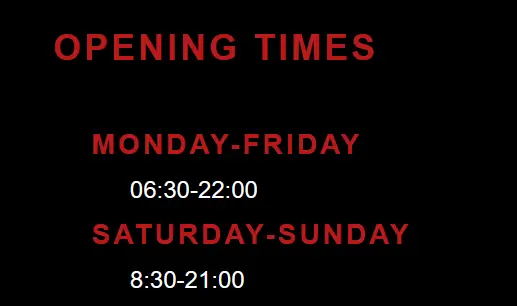 OPENING TIMES
MONDAY-FRIDAY
06:30-22:00
SATURDAY-SUNDAY
8:30-21:00